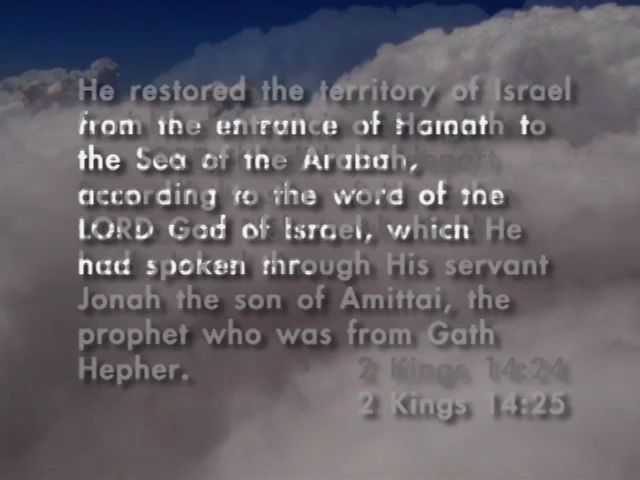 He restored the territory of Israel
from the entrance of Hamath to
the Sea of the Arabah,
according to the word of the
LORD God of Israel, which He
had spoken through His servant
Jonah the son of Amittai, the
prophet who was from Gath
Hepher.
2 Kings 14:24
2 Kings 14:25